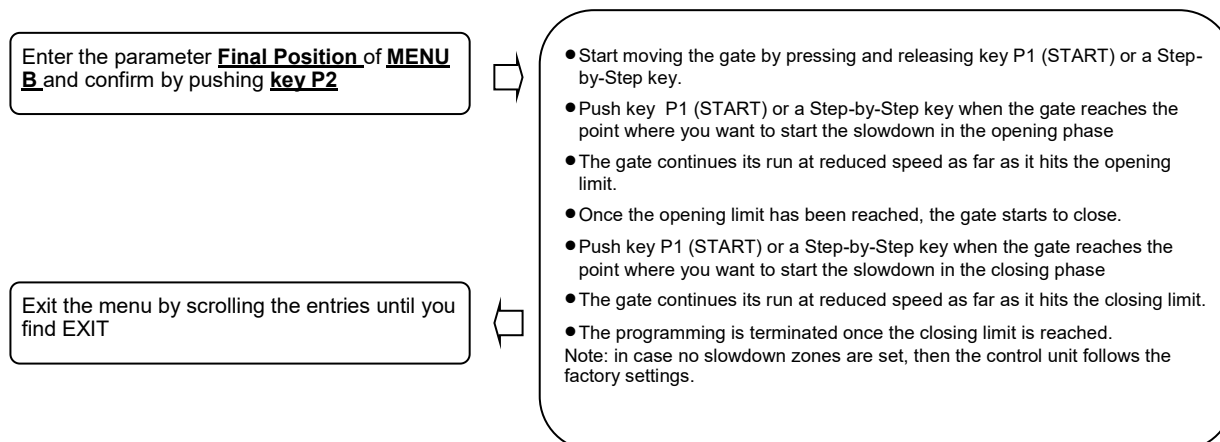 Enter the parameter Final Position of MENU
B and confirm by pushing key P2
● Start moving the gate by pressing and releasing key P1 (START) or a Step-
by-Step key.
● Push key P1 (START) or a Step-by-Step key when the gate reaches the
point where you want to start the slowdown in the opening phase
● The gate continues its run at reduced speed as far as it hits the opening
limit.
● Once the opening limit has been reached, the gate starts to close.
● Push key P1 (START) or a Step-by-Step key when the gate reaches the
point where you want to start the slowdown in the closing phase
● The gate continues its run at reduced speed as far as it hits the closing limit.
● The programming is terminated once the closing limit is reached.
Note: in case no slowdown zones are set, then the control unit follows the
factory settings.
Exit the menu by scrolling the entries until you
find EXIT